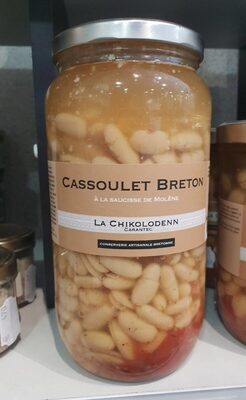 CASSOULET BRETON
À LA SAUCISSE DE MOLÈNE
LA CHIKOLODENN
CARANTEC
CONSERVERIE ARTISANALE BRETONNE